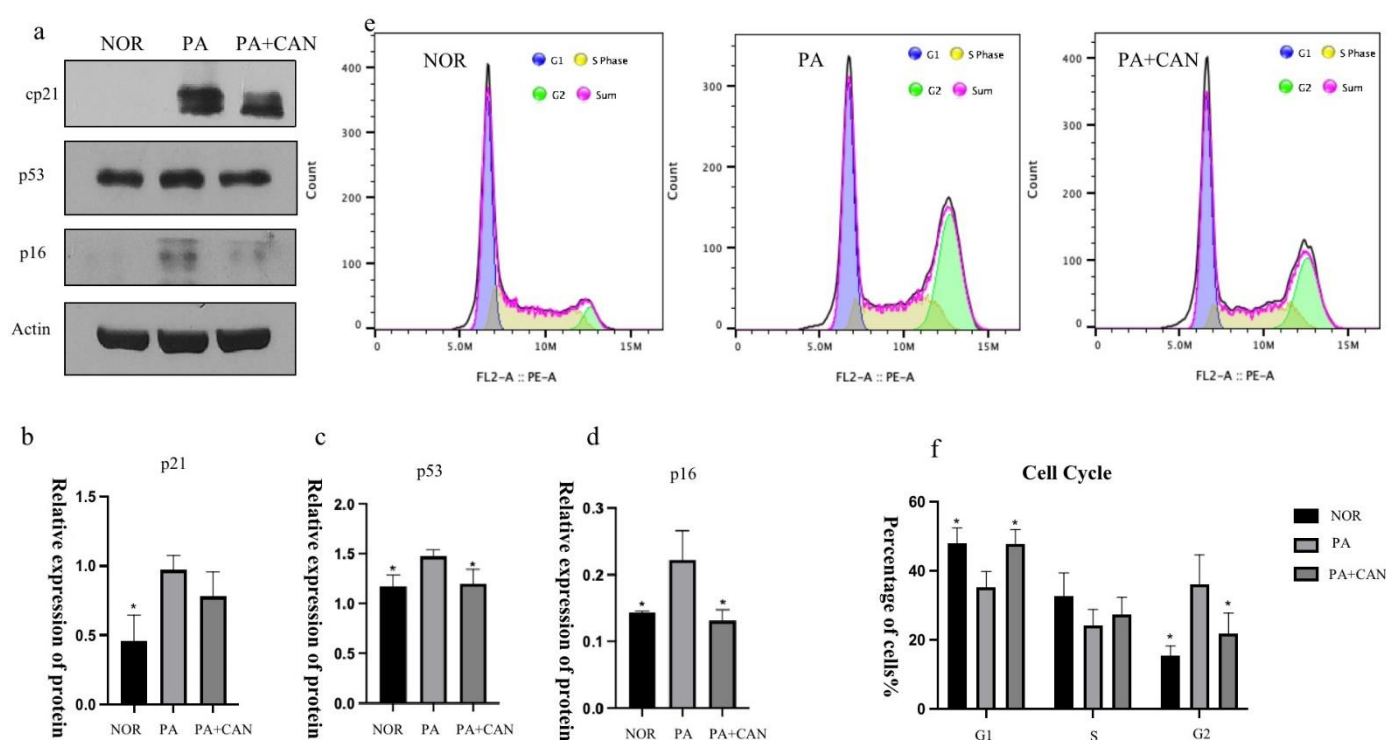 a
NOR PA PA+CAN
cp21
p53
p16
Actin
e
NOR
G1 S Phase
G2 Sum
Count
400
300
200
100
0
0 5.0M 10M 15M
FL2-A :: PE-A
PA
G1 S Phase
G2 Sum
Count
300
200
100
0
0 5.0M 10M 15M
FL2-A :: PE-A
PA+CAN
G1 S Phase
G2 Sum
Count
400
300
200
100
0
0 5.0M 10M 15M
FL2-A :: PE-A
b
p21
Relative expression of protein
1.5
1.0
0.5
0.0
*
NOR PA PA+CAN
c
p53
Relative expression of protein
2.0
1.5
1.0
0.5
0.0
* *
NOR PA PA+CAN
d
p16
Relative expression of protein
0.3
0.2
0.1
0.0
* *
NOR PA PA+CAN
f
Cell Cycle
Percentage of cells%
60
40
20
0
* *
* *
G1 S G2
NOR
PA
PA+CAN